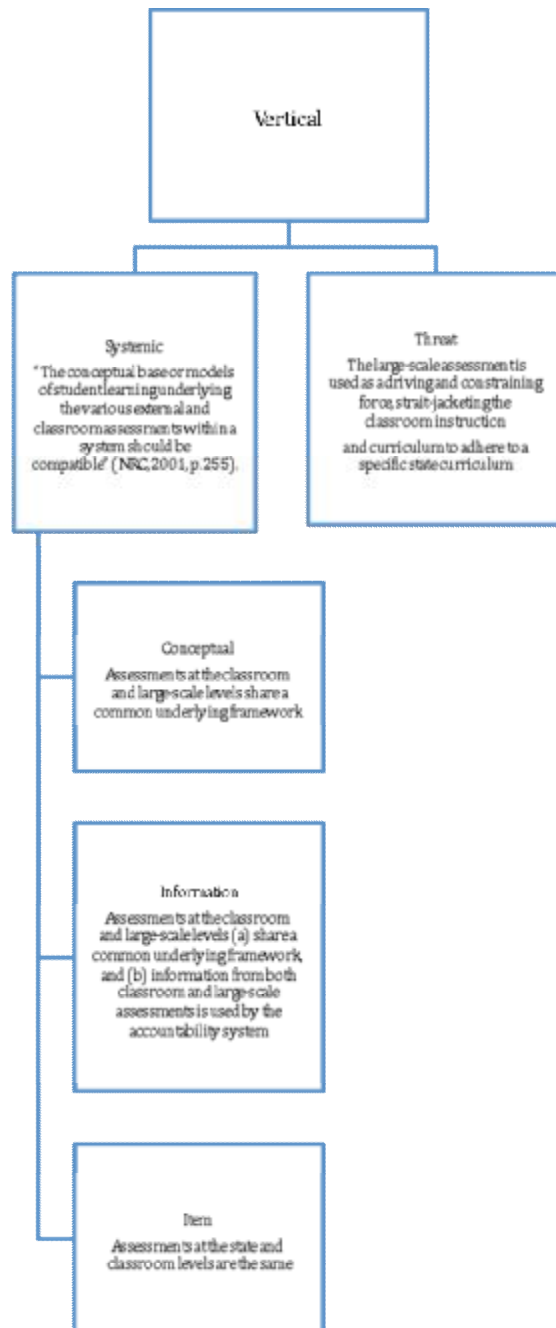 Vertical
Systemic
"The conceptual base or models
of student learning underlying
the various external and
classroom assessments within a
system should be
compatible" (NRC, 2001, p. 255).
Threat
The large-scale assessment is
used as a driving and constraining
force, strait-jacketing the
classroom instruction
and curriculum to adhere to a
specific state curriculum
Conceptual
Assessments at the classroom
and large-scale levels share a
common underlying framework
Information
Assessments at the classroom
and large-scale levels (a) share a
common underlying framework,
and (b) information from both
classroom and large-scale
assessments is used by the
accountability system
Item
Assessments at the state and
classroom levels are the same